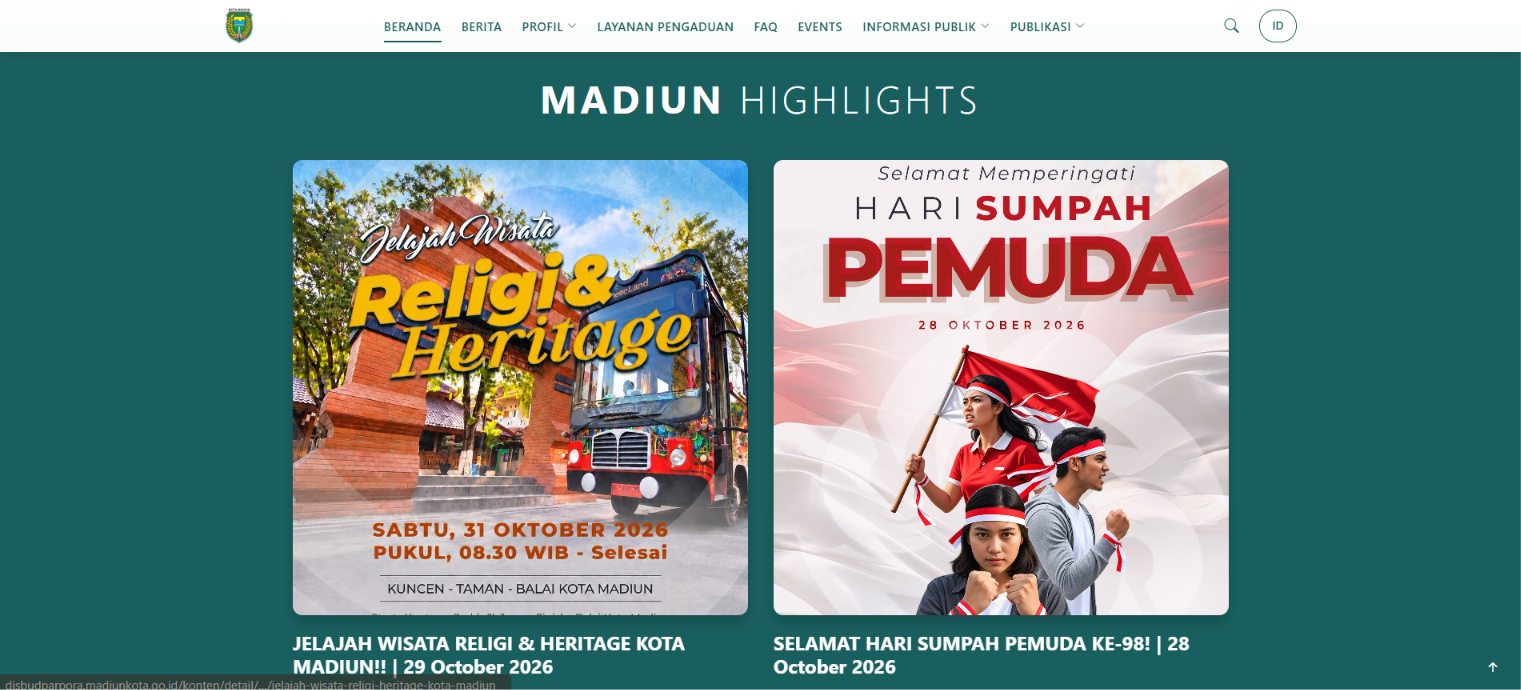 BERANDA BERITA PROFIL LAYANAN PENGADUAN FAQ EVENTS INFORMASI PUBLIK PUBLIKASI ID
MADIUN HIGHLIGHTS
Jelajah Wisata
Religi &
Heritage
SABTU, 31 OKTOBER 2026
PUKUL, 08.30 WIB - Selesai
KUNCEN - TAMAN - BALAI KOTA MADIUN
JELAJAH WISATA RELIGI & HERITAGE KOTA
MADIUN!! | 29 October 2026
Selamat Memperingati
HARI SUMPAH
PEMUDA
28 OKTOBER 2026
SELAMAT HARI SUMPAH PEMUDA KE-98! | 28
October 2026
disbudparpora.madiunkota.go.id/konten/detail/.../jelajah-wisata-religi-heritage-kota-madiun